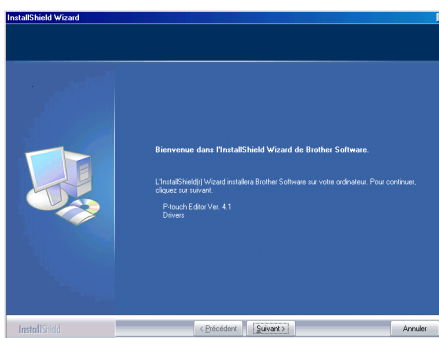 InstallShield Wizard
Bienvenue dans l'InstallShield Wizard de Brother Software.
L'InstallShield(r) Wizard installera Brother Software sur votre ordinateur. Pour continuer,
cliquez sur suivant.
P-touch Editor Ver. 4.1
Drivers
InstallShield
< Précédent
Suivant >
Annuler